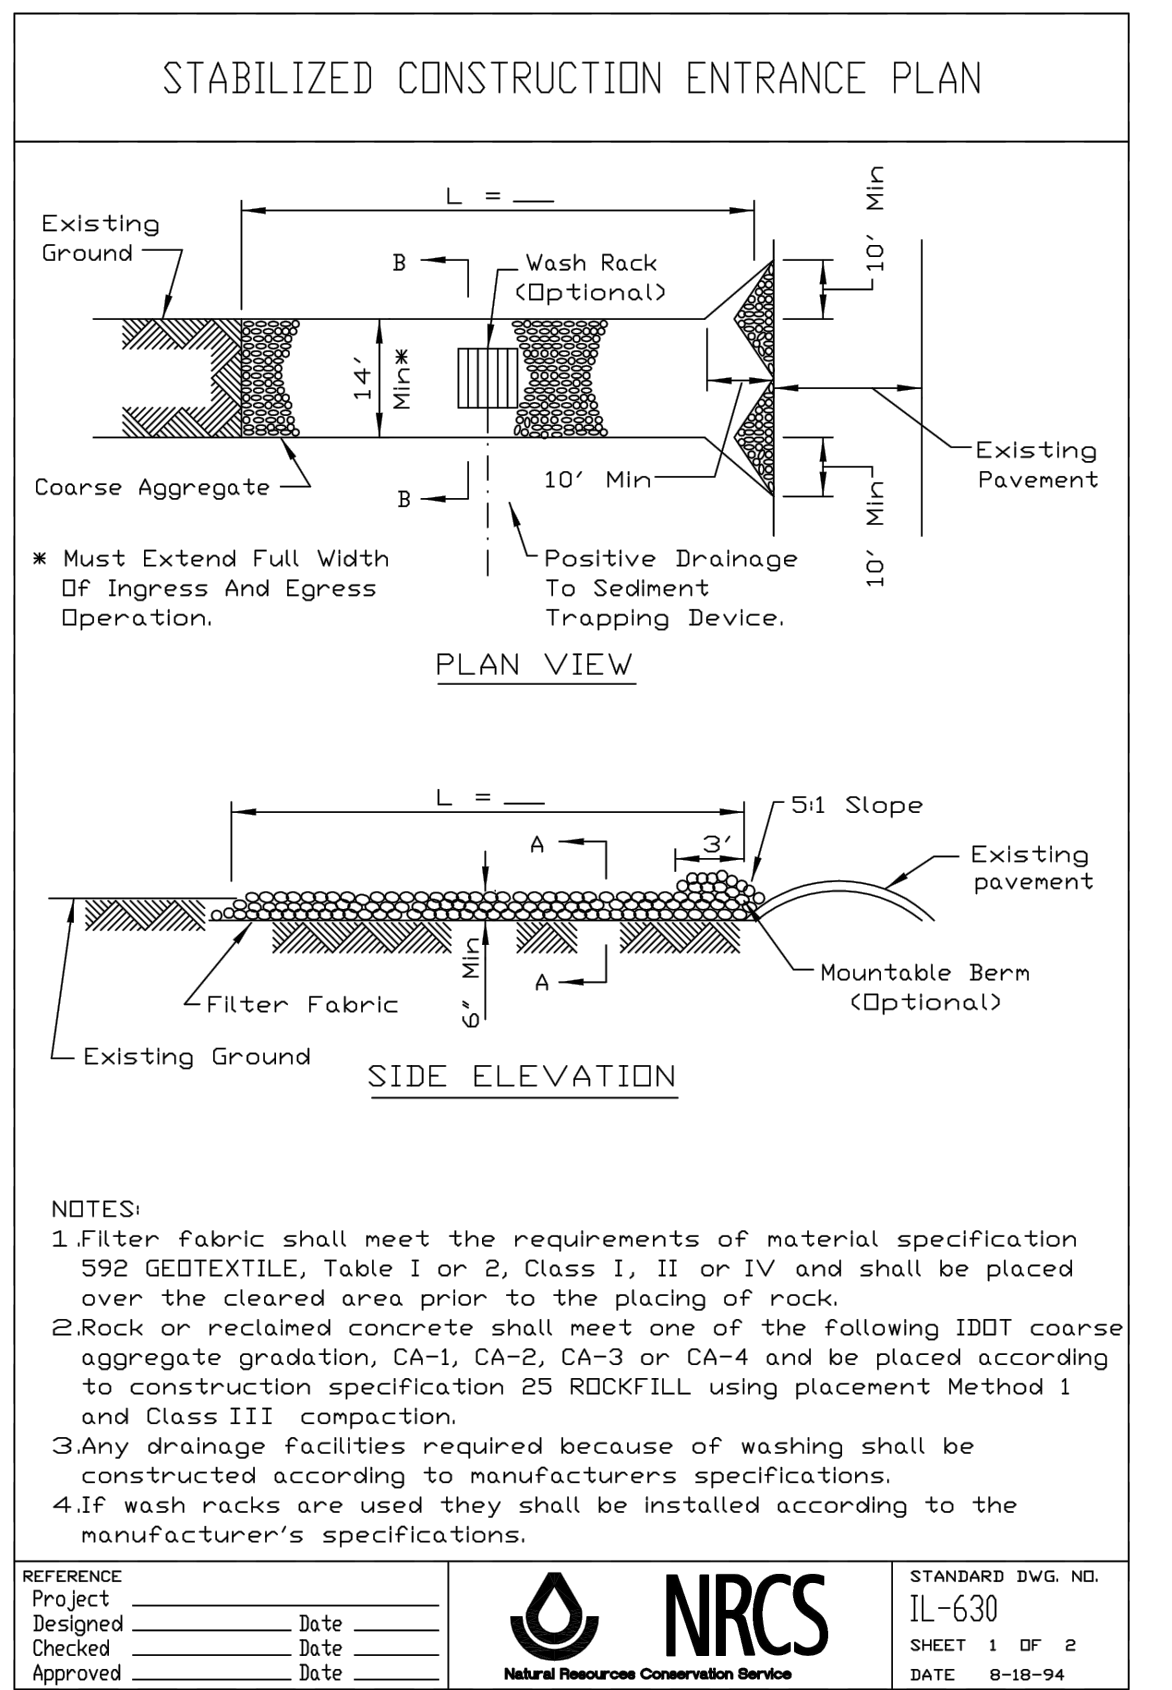 STABILIZED CONSTRUCTION ENTRANCE PLAN
L = ___
10' Min
Existing
Ground
B
Wash Rack
(Optional)
14'
Min*
10' Min
Existing
Pavement
Coarse Aggregate
B
10' Min
* Must Extend Full Width
Of Ingress And Egress
Operation.
Positive Drainage
To Sediment
Trapping Device.
PLAN VIEW
L = ___
5:1 Slope
A
3'
Existing
pavement
6" Min
A
Mountable Berm
(Optional)
Filter Fabric
Existing Ground
SIDE ELEVATION
NOTES:
1.Filter fabric shall meet the requirements of material specification
592 GEOTEXTILE, Table I or 2, Class I, II or IV and shall be placed
over the cleared area prior to the placing of rock.
2.Rock or reclaimed concrete shall meet one of the following IDOT coarse
aggregate gradation, CA-1, CA-2, CA-3 or CA-4 and be placed according
to construction specification 25 ROCKFILL using placement Method 1
and Class III compaction.
3.Any drainage facilities required because of washing shall be
constructed according to manufacturers specifications.
4.If wash racks are used they shall be installed according to the
manufacturer's specifications.
REFERENCE
Project
Designed Date
Checked Date
Approved Date
NRCS
Natural Resources Conservation Service
STANDARD DWG. NO.
IL-630
SHEET 1 OF 2
DATE 8-18-94